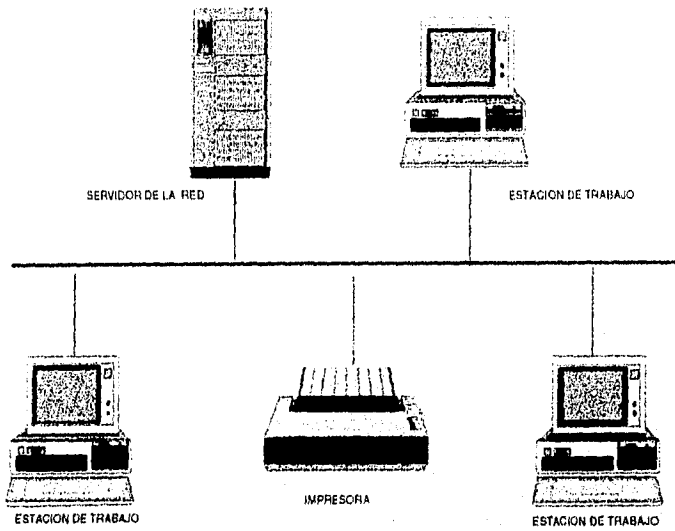 SERVIDOR DE LA RED
ESTACION DE TRABAJO
IMPRESORA
ESTACION DE TRABAJO
ESTACION DE TRABAJO